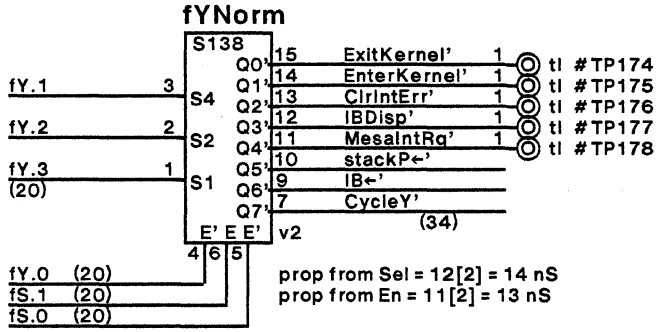 fYNorm
S138
Q0' 15 ExitKernel' 1 tl #TP174
Q1' 14 EnterKernel' 1 tl #TP175
fY.1 3 S4 Q2' 13 ClrIntErr' 1 tl #TP176
Q3' 12 IBDisp' 1 tl #TP177
fY.2 2 S2 Q4' 11 MesaIntRq' 1 tl #TP178
Q5' 10 stackP←'
fY.3 1 S1 Q6' 9 IB←'
(20) Q7' 7 CycleY'
(34)
E' E E' v2
4 6 5
fY.0 (20)
fS.1 (20)
fS.0 (20)
prop from Sel = 12[2] = 14 nS
prop from En = 11[2] = 13 nS